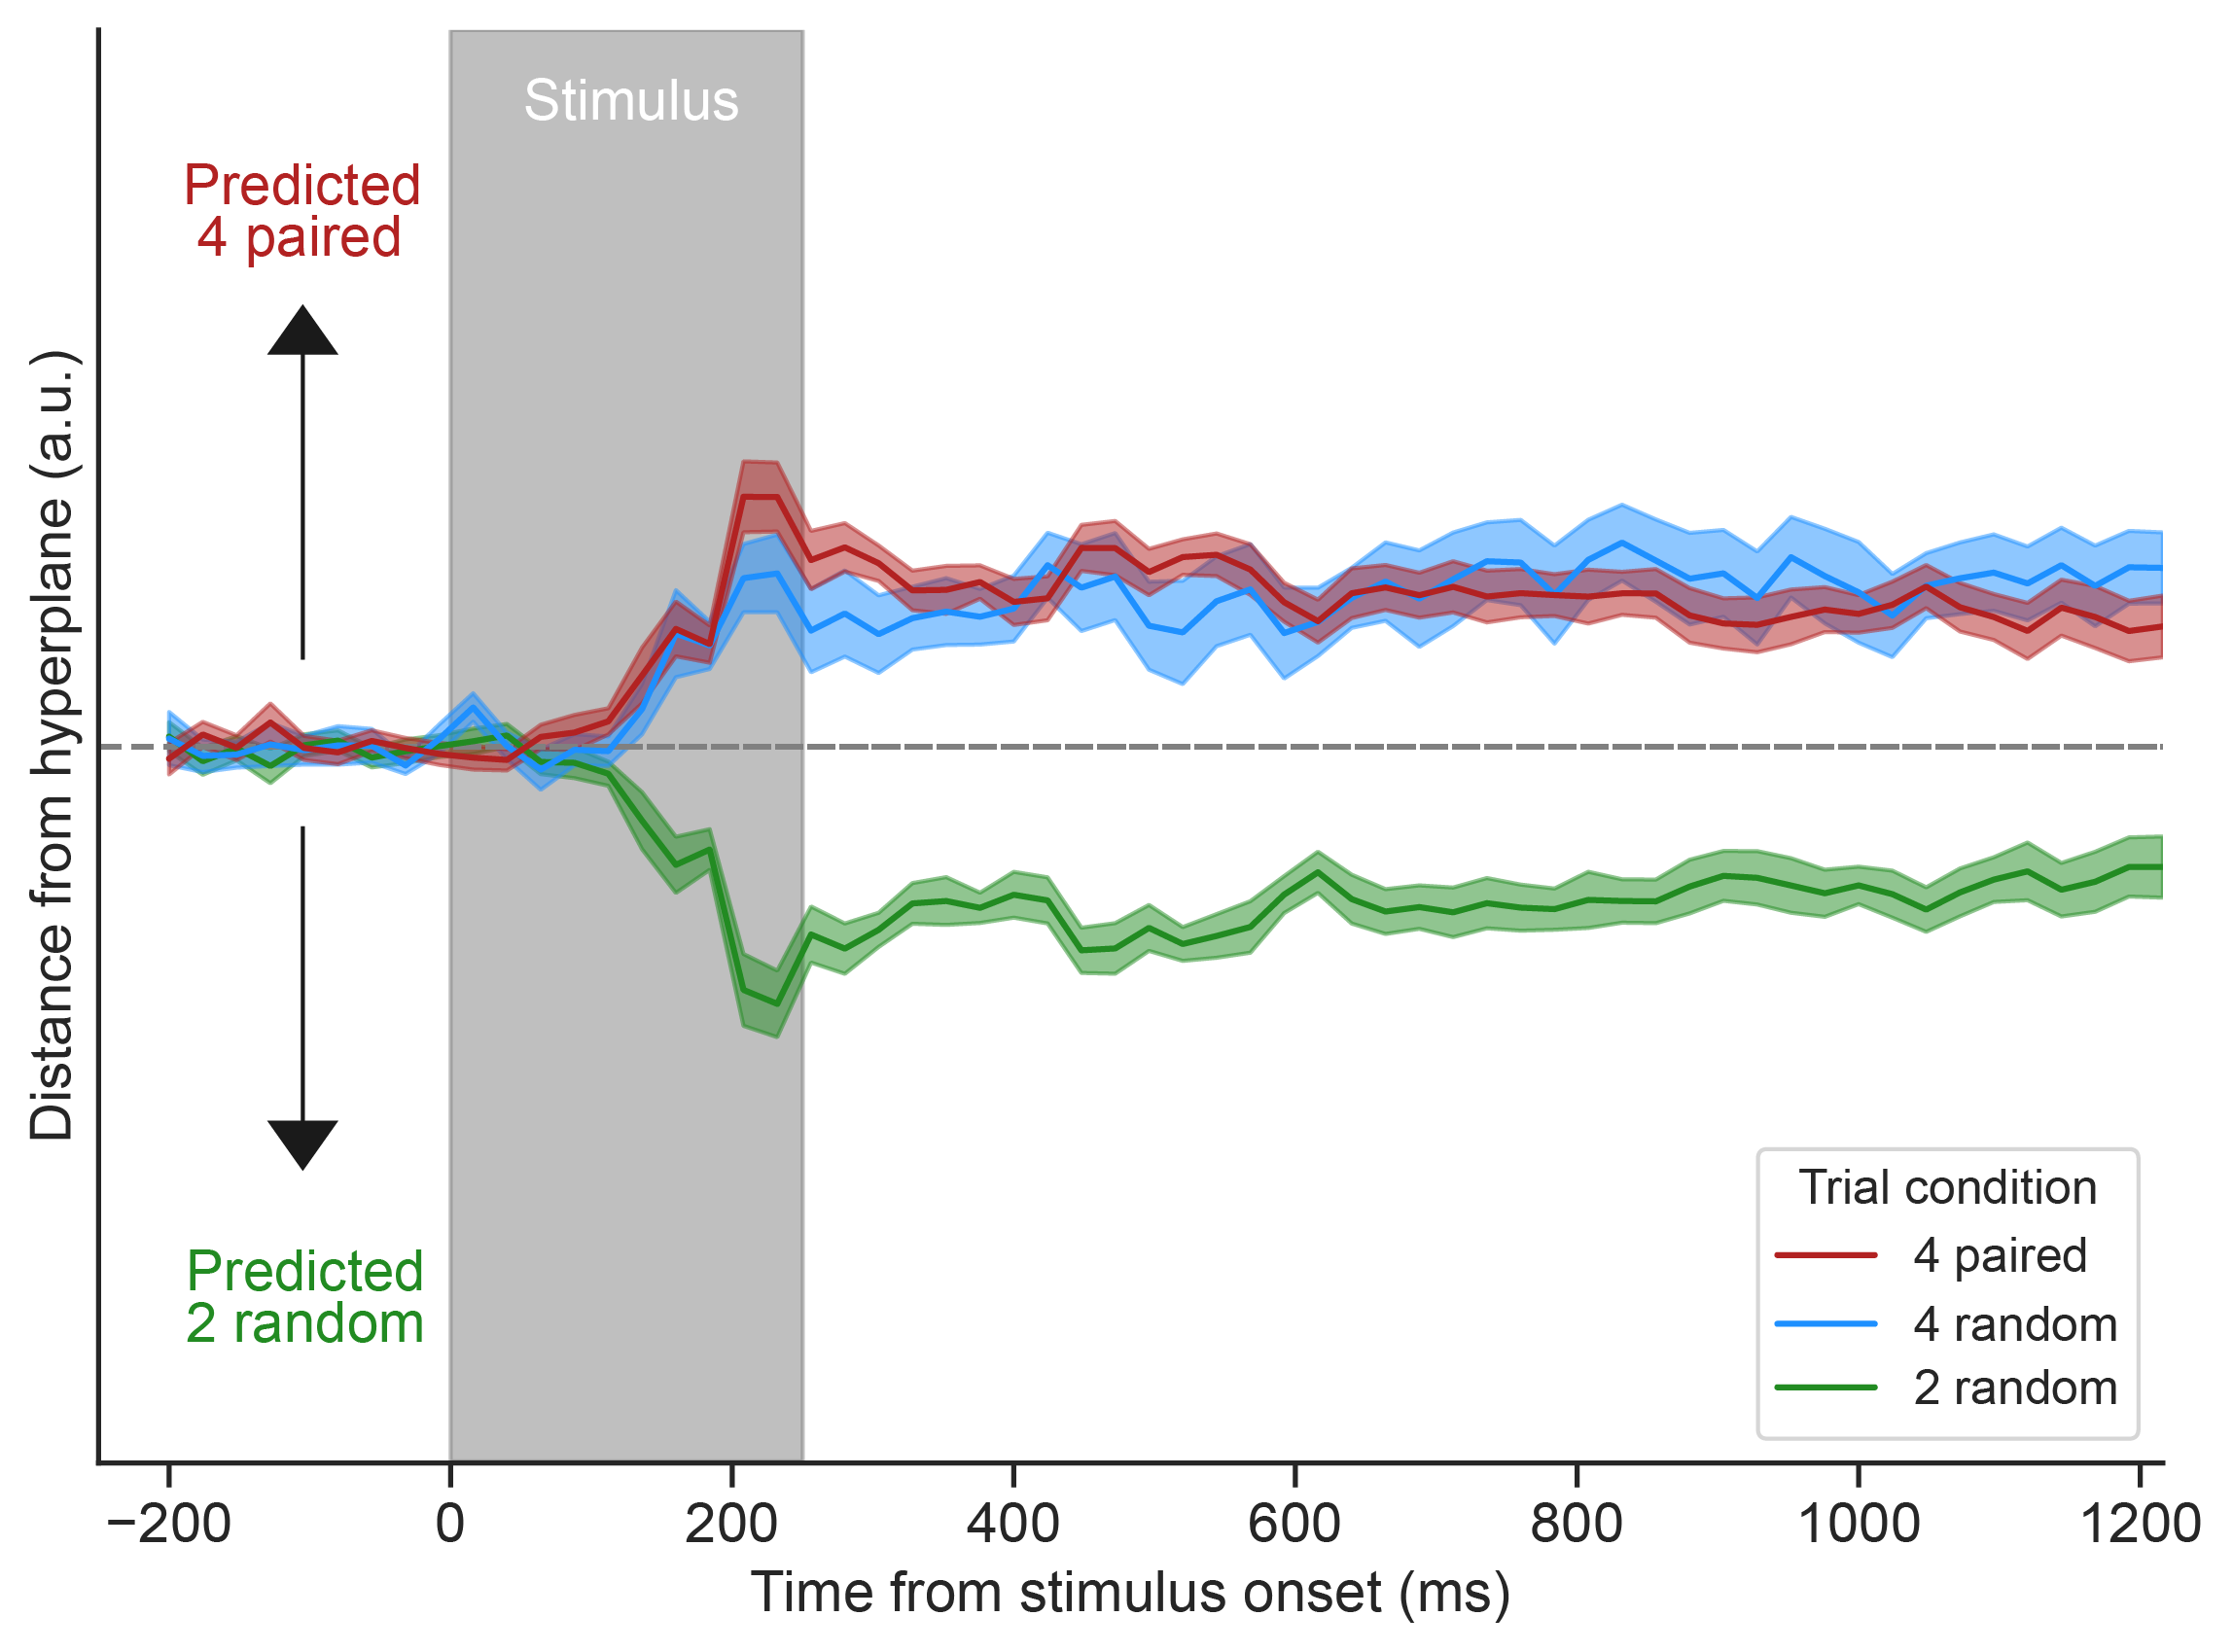 Stimulus
Predicted
4 paired
Distance from hyperplane (a.u.)
Predicted
2 random
Trial condition
4 paired
4 random
2 random
−200 0 200 400 600 800 1000 1200
Time from stimulus onset (ms)